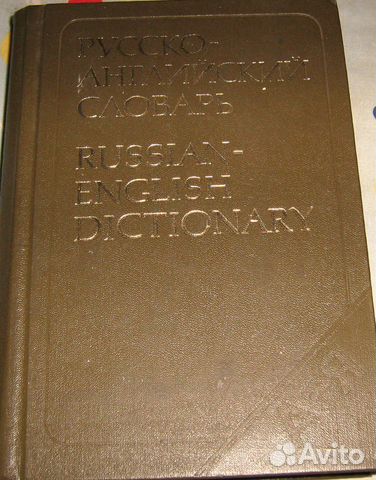 РУССКО-
АНГЛИЙСКИЙ
СЛОВАРЬ
RUSSIAN-
ENGLISH
DICTIONARY
Avito